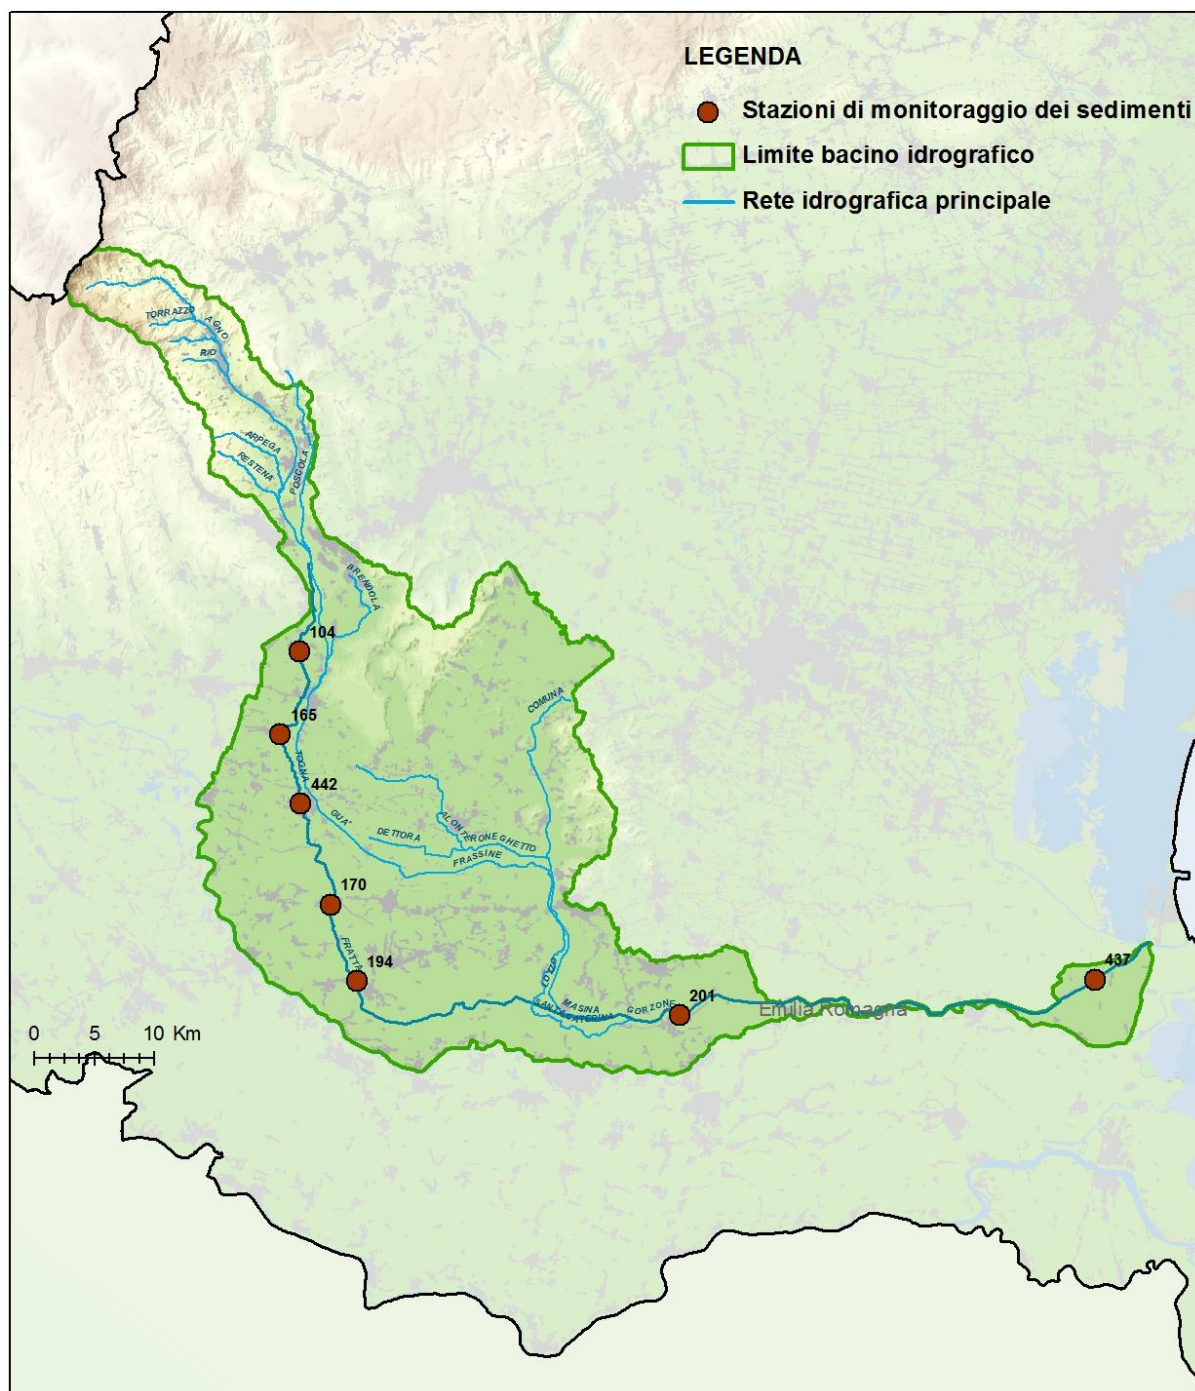 LEGENDA
Stazioni di monitoraggio dei sedimenti
Limite bacino idrografico
Rete idrografica principale
TORRAZZO
AGNO
RIO
ARPEGA
RESTENA
POSCOLA
BRENDOLA
104
COMUNA
165
TOGNA
442
GUA'
ALONTE
DETTORA
RONEGHETTO
FRASSINE
170
FRATTA
194
LOZZO
437
MASINA
GORZONE
201
SANTA CATERINA
Emilia Romagna
0 5 10 Km